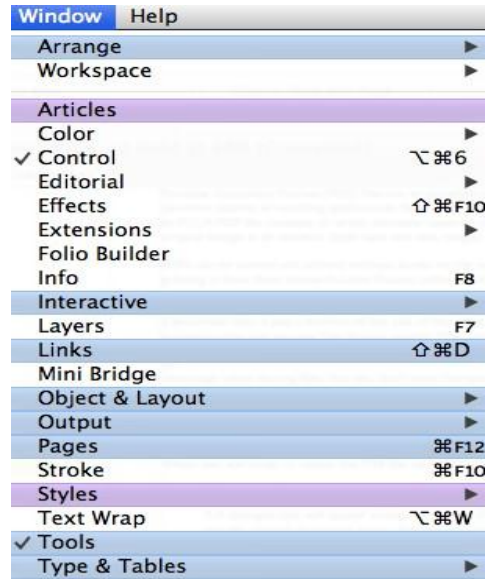 Window Help
Arrange ▶
Workspace ▶
Articles
Color ▶
✓ Control ⌥⌘6
Editorial ▶
Effects ⇧⌘F10
Extensions ▶
Folio Builder
Info F8
Interactive ▶
Layers F7
Links ⇧⌘D
Mini Bridge
Object & Layout ▶
Output ▶
Pages ⌘F12
Stroke ⌘F10
Styles ▶
Text Wrap ⌥⌘W
✓ Tools
Type & Tables ▶